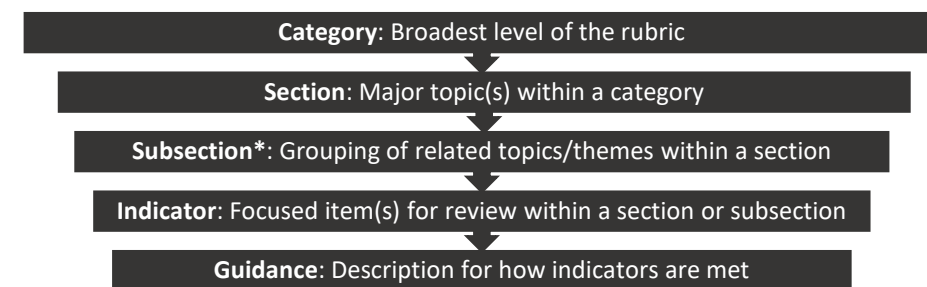 Category: Broadest level of the rubric
Section: Major topic(s) within a category
Subsection*: Grouping of related topics/themes within a section
Indicator: Focused item(s) for review within a section or subsection
Guidance: Description for how indicators are met